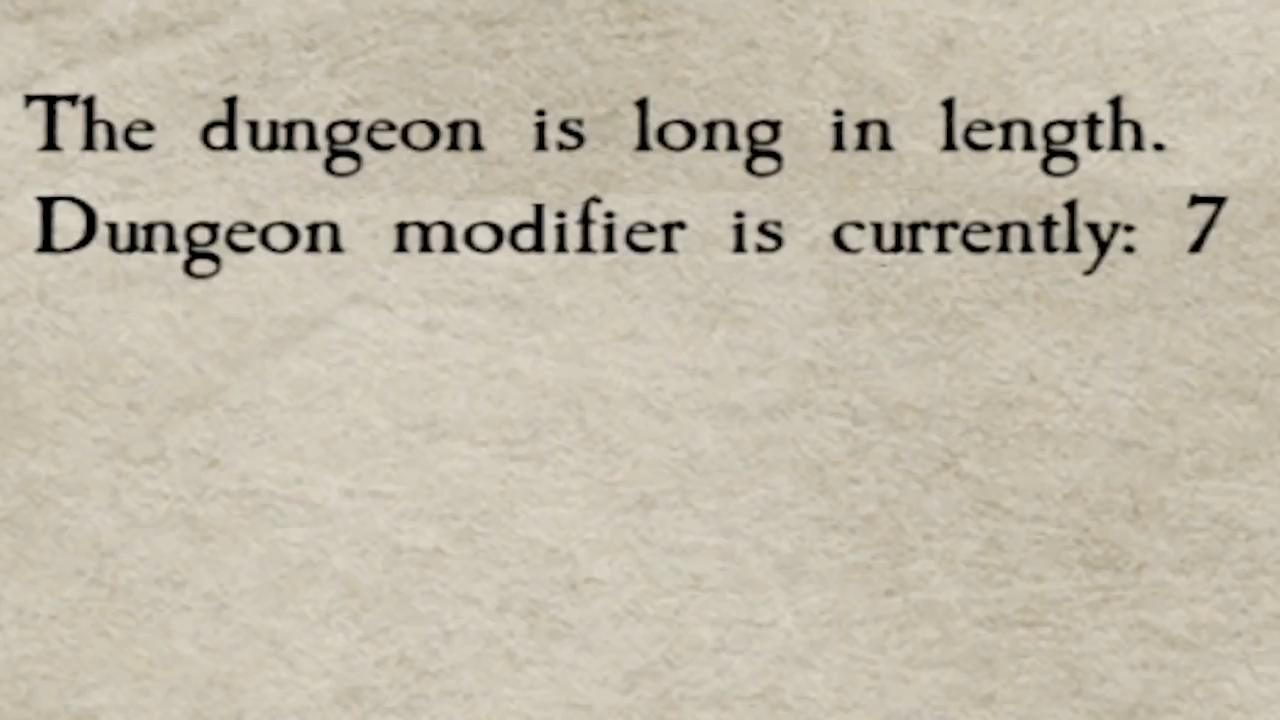 The dungeon is long in length.
Dungeon modifier is currently: 7